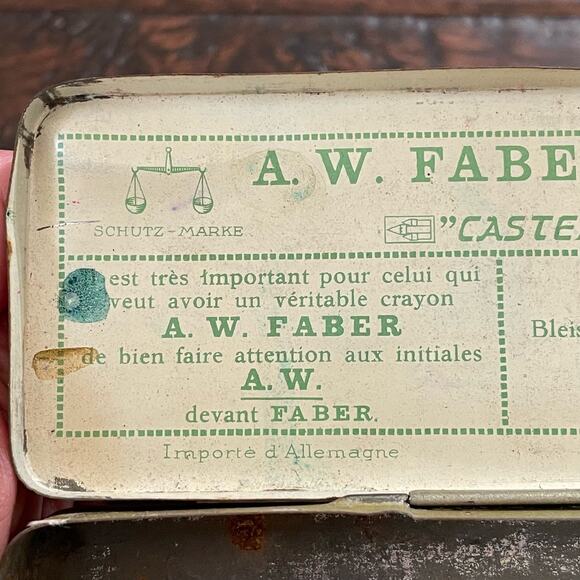 A. W. FABE
SCHUTZ-MARKE
"CASTE
est très important pour celui qui
veut avoir un véritable crayon
A. W. FABER
de bien faire attention aux initiales
A.W.
devant FABER.
Bleis
Importé d'Allemagne